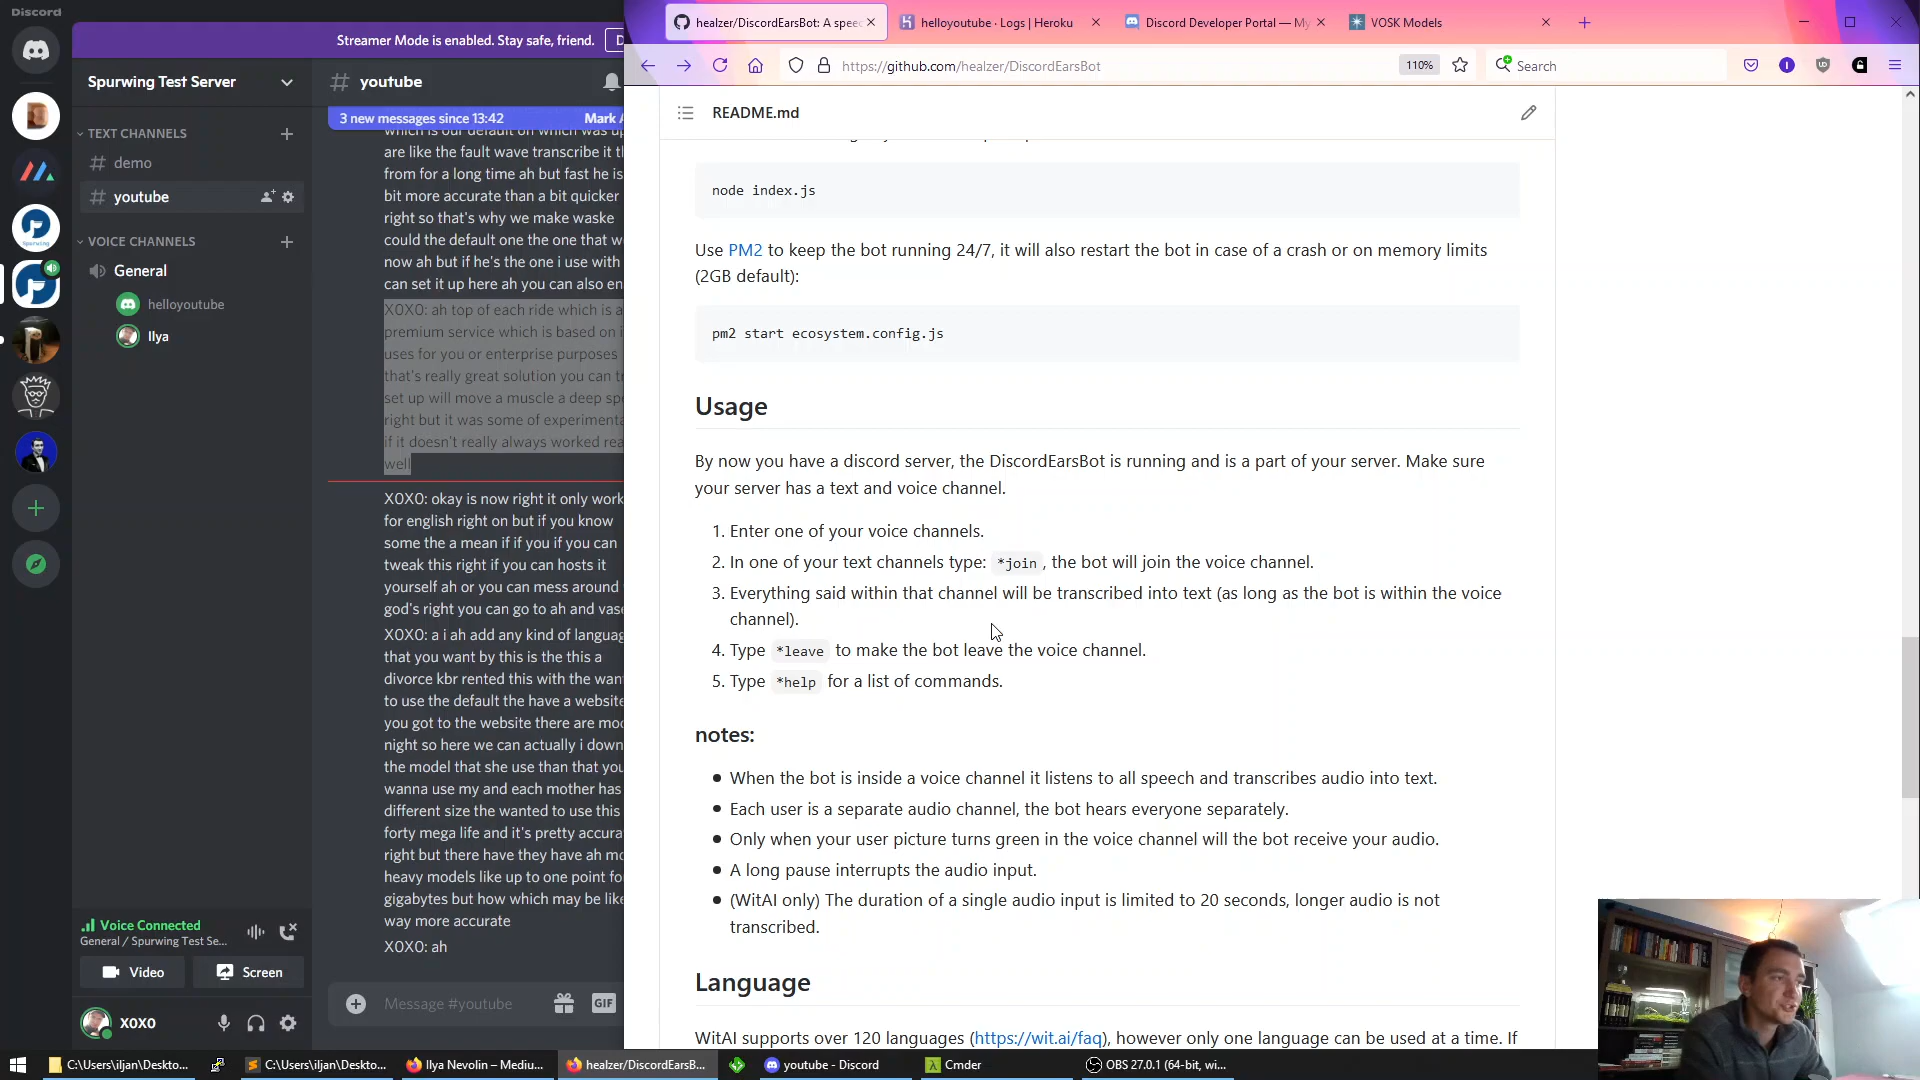 Discord
Streamer Mode is enabled. Stay safe, friend.
Spurwing Test Server
TEXT CHANNELS
# demo
# youtube
VOICE CHANNELS
General
helloyoutube
Ilya
Voice Connected
General / Spurwing Test Se...
Video
Screen
X0X0
# youtube
3 new messages since 13:42
Mark
which is our default on which was up
are like the fault wave transcribe it th
from for a long time ah but fast he is
bit more accurate than a bit quicker
right so that's why we make waske
could the default one the one that we
now ah but if he's the one i use with
can set it up here ah you can also en
X0X0: ah top of each ride which is a
premium service which is based on i
uses for you or enterprise purposes
that's really great solution you can tr
set up will move a muscle a deep spe
right but it was some of experimenta
if it doesn't really always worked rea
well
X0X0: okay is now right it only work
for english right on but if you know
some the a mean if if you if you can
tweak this right if you can hosts it
yourself ah or you can mess around
god's right you can go to ah and vase
X0X0: a i ah add any kind of languag
that you want by this is the this a
divorce kbr rented this with the wan
to use the default the have a website
you got to the website there are mod
night so here we can actually i down
the model that she use than that you
wanna use my and each mother has
different size the wanted to use this
forty mega life and it's pretty accurat
right but there have they have ah mo
heavy models like up to one point fo
gigabytes but how which may be like
way more accurate
X0X0: ah
Message #youtube
GIF
healzer/DiscordEarsBot: A speec
helloyoutube · Logs | Heroku
Discord Developer Portal — My
VOSK Models
https://github.com/healzer/DiscordEarsBot
110%
Search
README.md
node index.js
Use PM2 to keep the bot running 24/7, it will also restart the bot in case of a crash or on memory limits
(2GB default):
pm2 start ecosystem.config.js
Usage
By now you have a discord server, the DiscordEarsBot is running and is a part of your server. Make sure
your server has a text and voice channel.
1. Enter one of your voice channels.
2. In one of your text channels type: *join , the bot will join the voice channel.
3. Everything said within that channel will be transcribed into text (as long as the bot is within the voice
channel).
4. Type *leave to make the bot leave the voice channel.
5. Type *help for a list of commands.
notes:
When the bot is inside a voice channel it listens to all speech and transcribes audio into text.
Each user is a separate audio channel, the bot hears everyone separately.
Only when your user picture turns green in the voice channel will the bot receive your audio.
A long pause interrupts the audio input.
(WitAI only) The duration of a single audio input is limited to 20 seconds, longer audio is not
transcribed.
Language
WitAI supports over 120 languages (https://wit.ai/faq), however only one language can be used at a time. If
C:\Users\iljan\Deskto...
C:\Users\iljan\Deskto...
Ilya Nevolin – Mediu...
healzer/DiscordEarsB...
youtube - Discord
Cmder
OBS 27.0.1 (64-bit, wi...